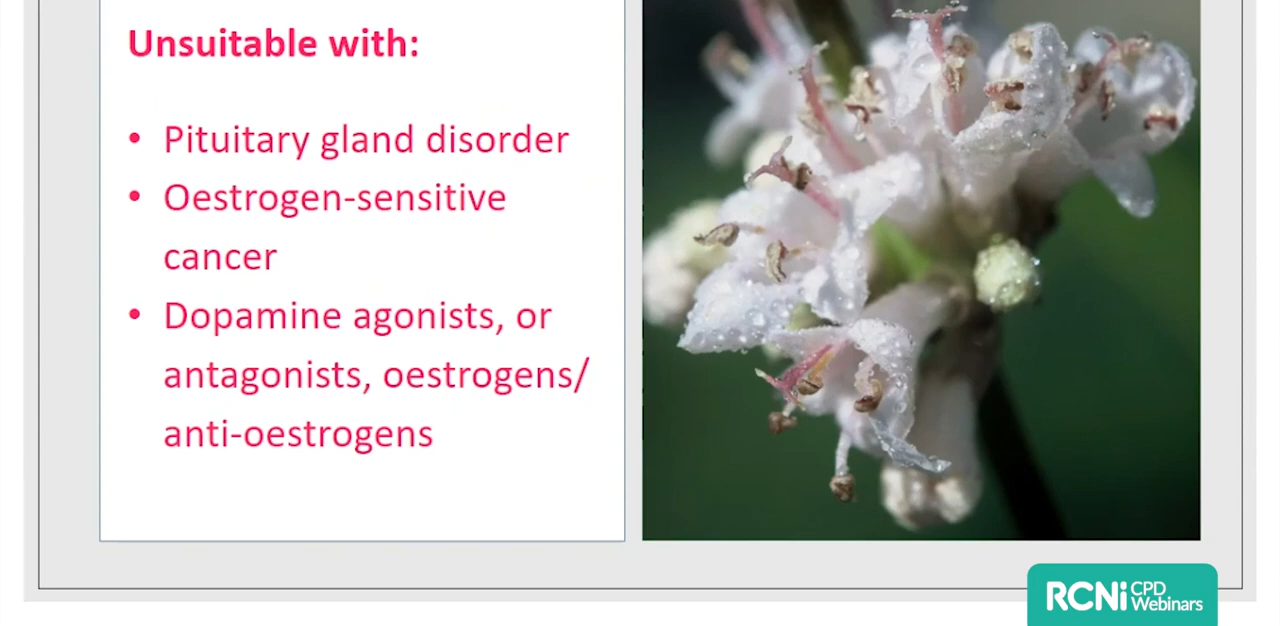 Unsuitable with:
• Pituitary gland disorder
• Oestrogen-sensitive
cancer
• Dopamine agonists, or
antagonists, oestrogens/
anti-oestrogens
RCNi CPD
Webinars